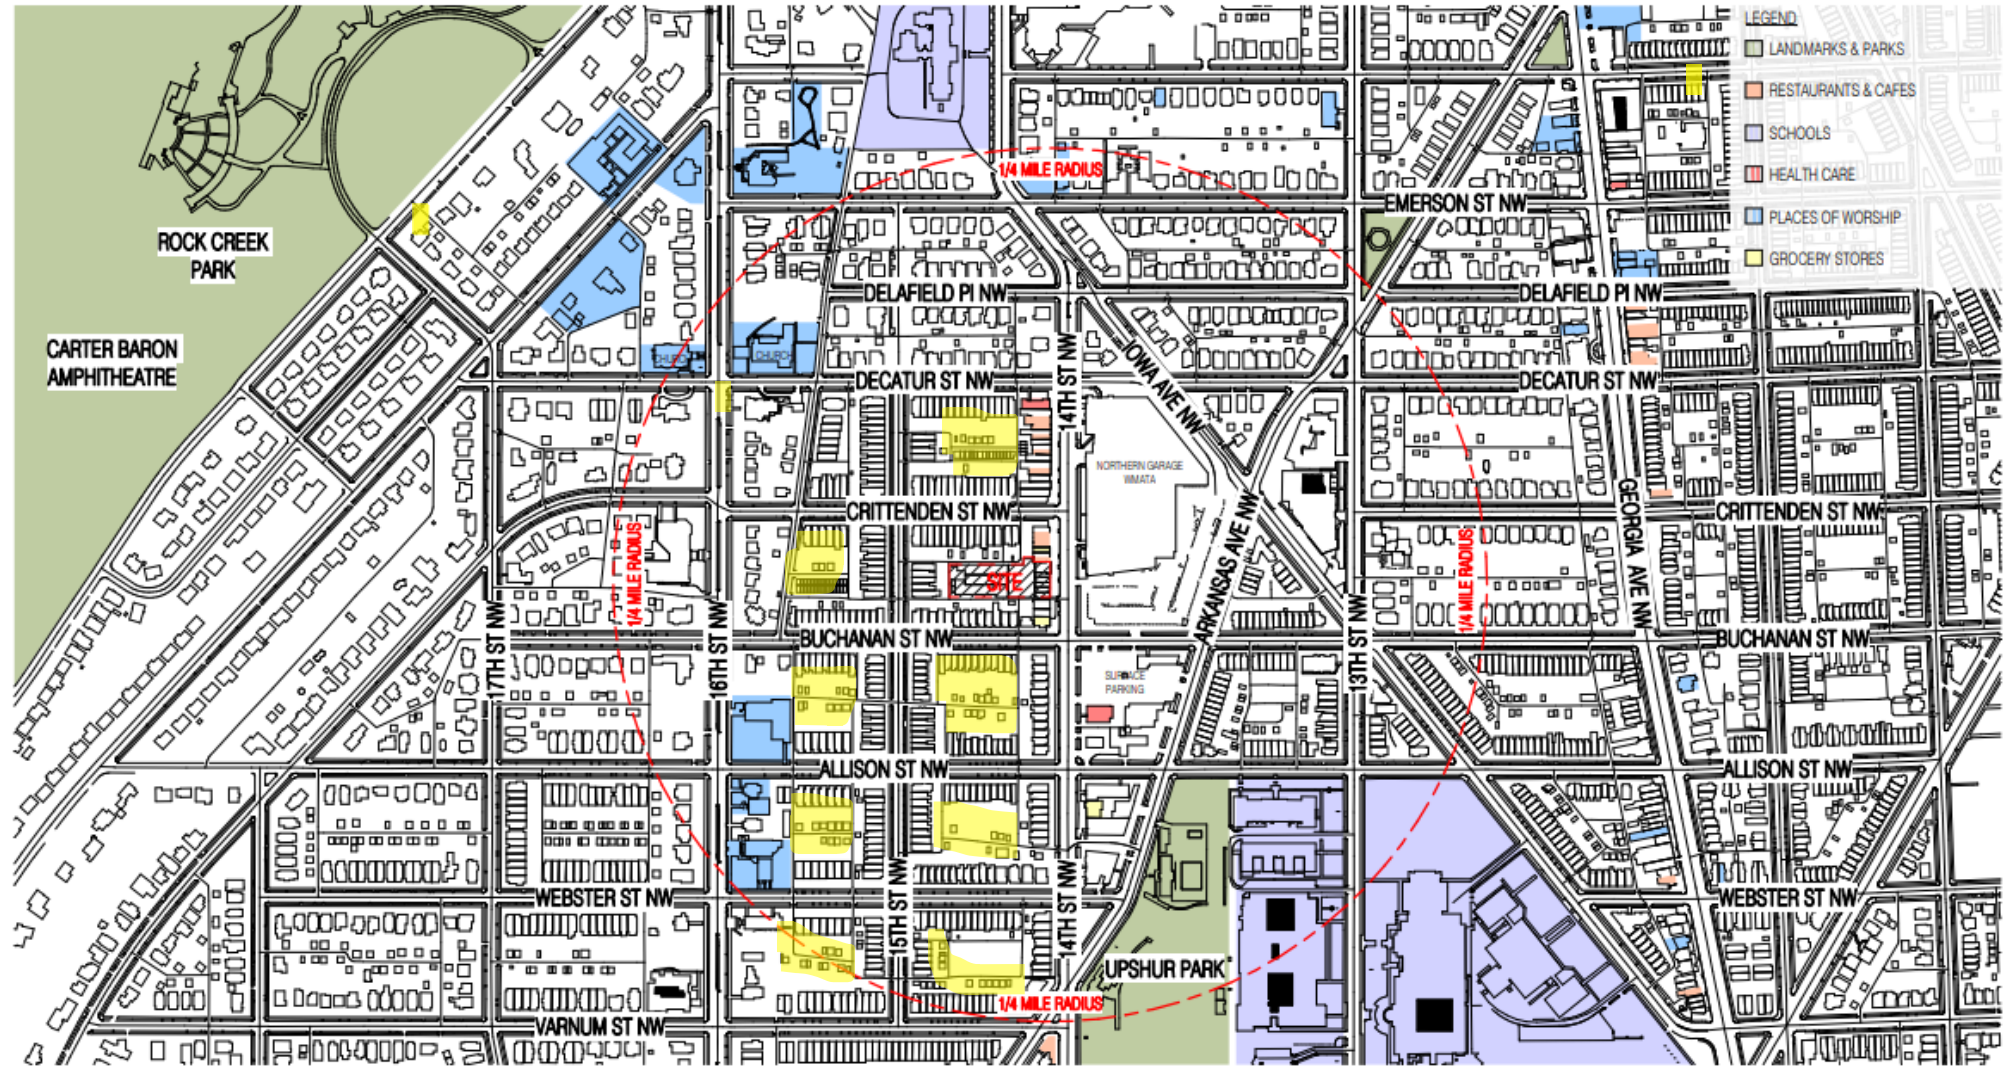 LEGEND
LANDMARKS & PARKS
RESTAURANTS & CAFES
SCHOOLS
HEALTH CARE
PLACES OF WORSHIP
GROCERY STORES
1/4 MILE RADIUS
EMERSON ST NW
ROCK CREEK
PARK
DELAFIELD Pl NW
DELAFIELD Pl NW
CARTER BARON
AMPHITHEATRE
CHURCH
CHURCH
14TH ST NW
IOWA AVE NW
DECATUR ST NW
DECATUR ST NW
NORTHERN GARAGE
WMATA
CRITTENDEN ST NW
GEORGIA AVE NW
CRITTENDEN ST NW
1/4 MILE RADIUS
ARKANSAS AVE NW
1/4 MILE RADIUS
SITE
17TH ST NW
16TH ST NW
BUCHANAN ST NW
13TH ST NW
BUCHANAN ST NW
SURFACE
PARKING
ALLISON ST NW
ALLISON ST NW
15TH ST NW
14TH ST NW
WEBSTER ST NW
WEBSTER ST NW
UPSHUR PARK
1/4 MILE RADIUS
VARNUM ST NW